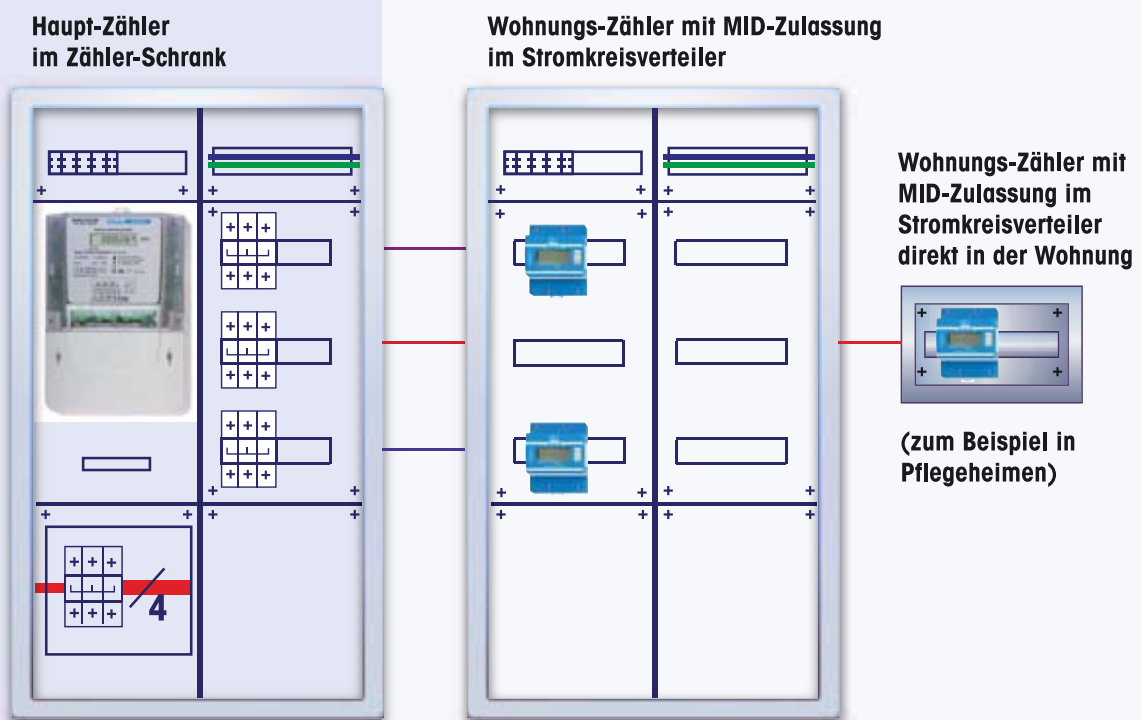 Haupt-Zähler
im Zähler-Schrank
Wohnungs-Zähler mit MID-Zulassung
im Stromkreisverteiler
Wohnungs-Zähler mit
MID-Zulassung im
Stromkreisverteiler
direkt in der Wohnung
(zum Beispiel in
Pflegeheimen)
4